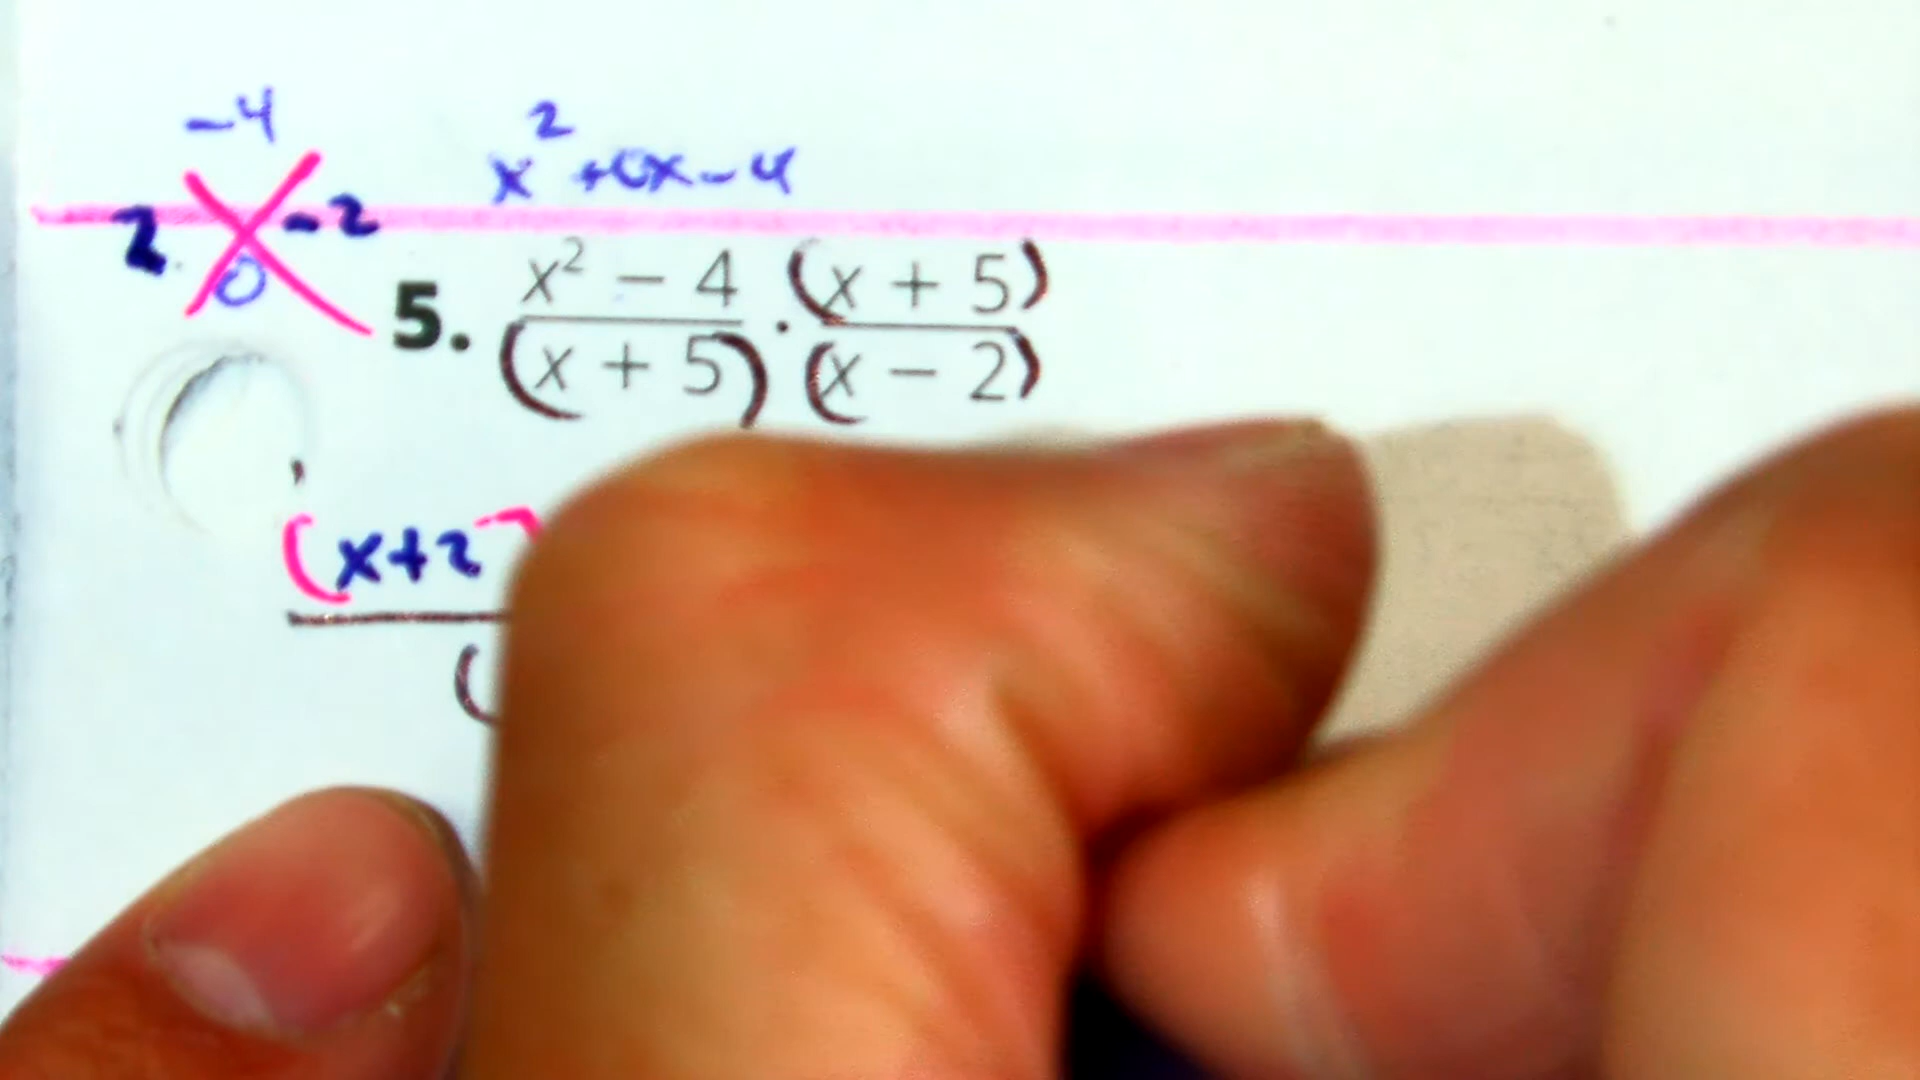 -4
x² +0x-4
2 -2
0
5. x² - 4 / (x + 5) · (x + 5) / (x - 2)
(x+2)
(